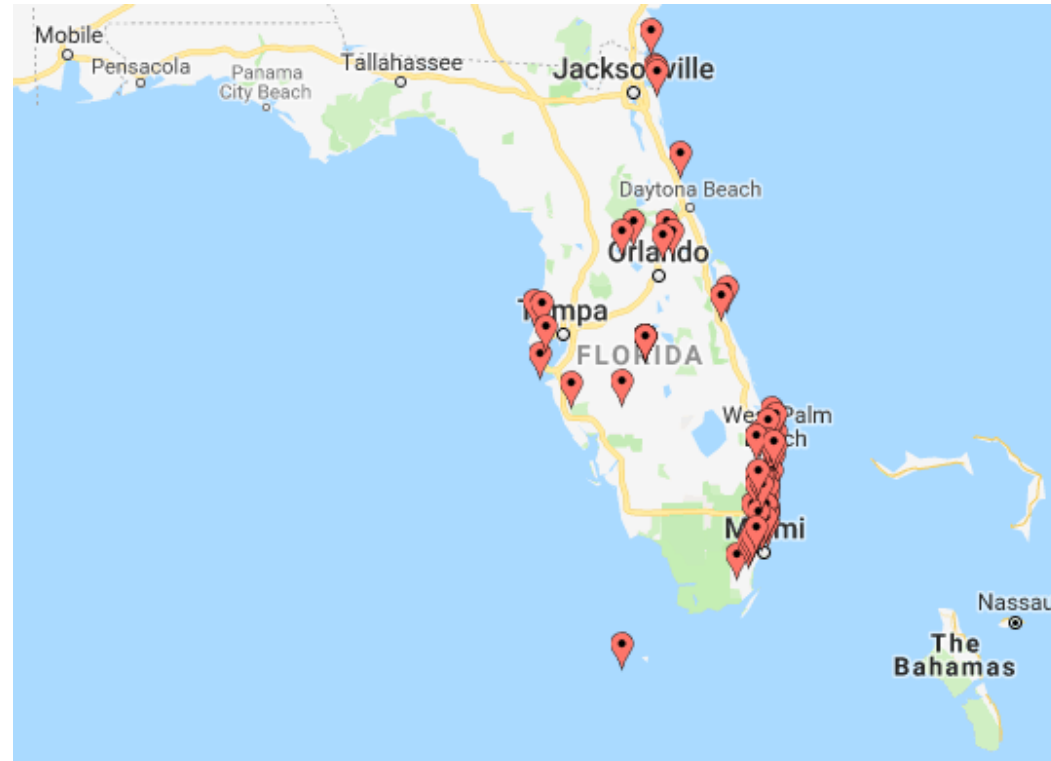 Mobile
Pensacola
Panama
City Beach
Tallahassee
Jacksonville
Daytona Beach
Orlando
Tampa
FLORIDA
West Palm
Beach
Miami
Nassau
The
Bahamas